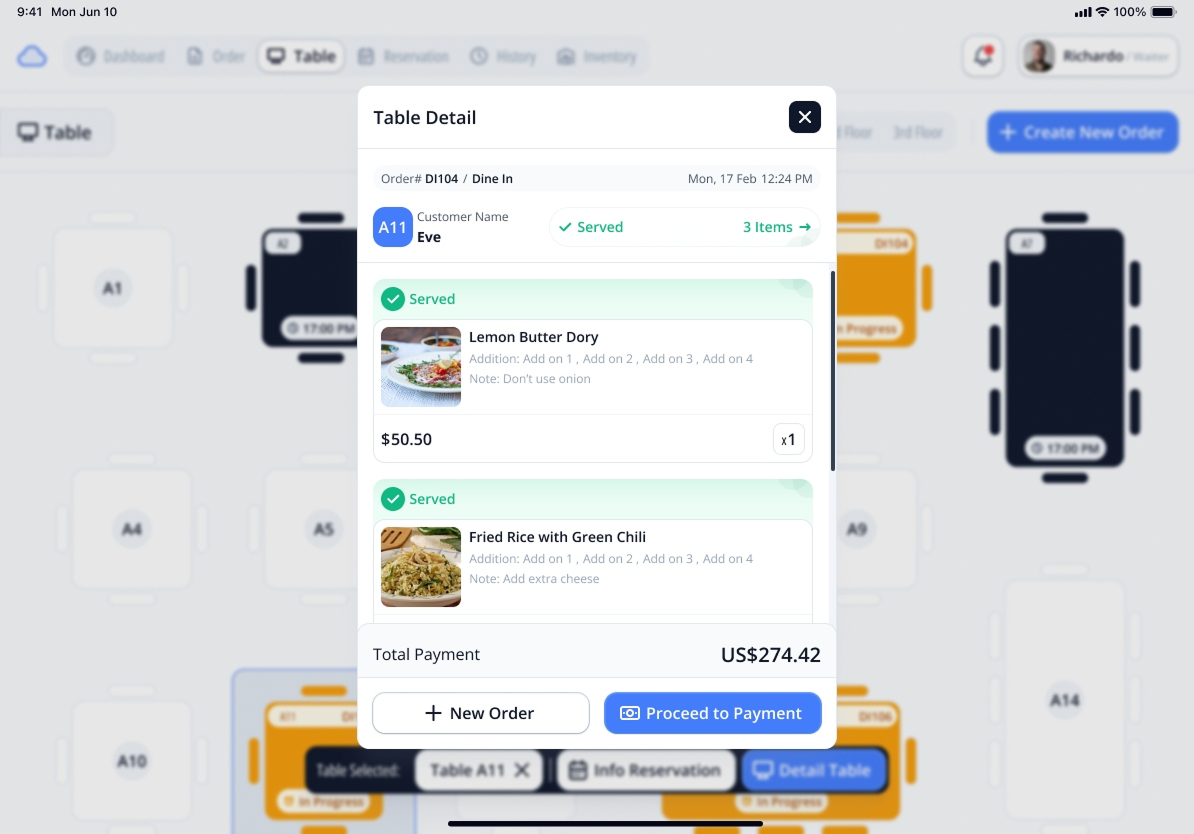 9:41 Mon Jun 10
100%
Dashboard
Order
Table
Reservation
History
Inventory
Richardo / Waiter
Table
Floor
3rd Floor
+ Create New Order
Table Detail
Order# DI104 / Dine In
Mon, 17 Feb 12:24 PM
A11
Customer Name
Eve
Served
3 Items →
Served
Lemon Butter Dory
Addition: Add on 1 , Add on 2 , Add on 3 , Add on 4
Note: Don't use onion
$50.50
x1
Served
Fried Rice with Green Chili
Addition: Add on 1 , Add on 2 , Add on 3 , Add on 4
Note: Add extra cheese
Total Payment
US$274.42
+ New Order
Proceed to Payment
A1
A2
17:00 PM
DI104
In Progress
A7
17:00 PM
A4
A5
A9
A10
A11
In Progress
DI106
In Progress
A14
Table Selected:
Table A11
Info Reservation
Detail Table